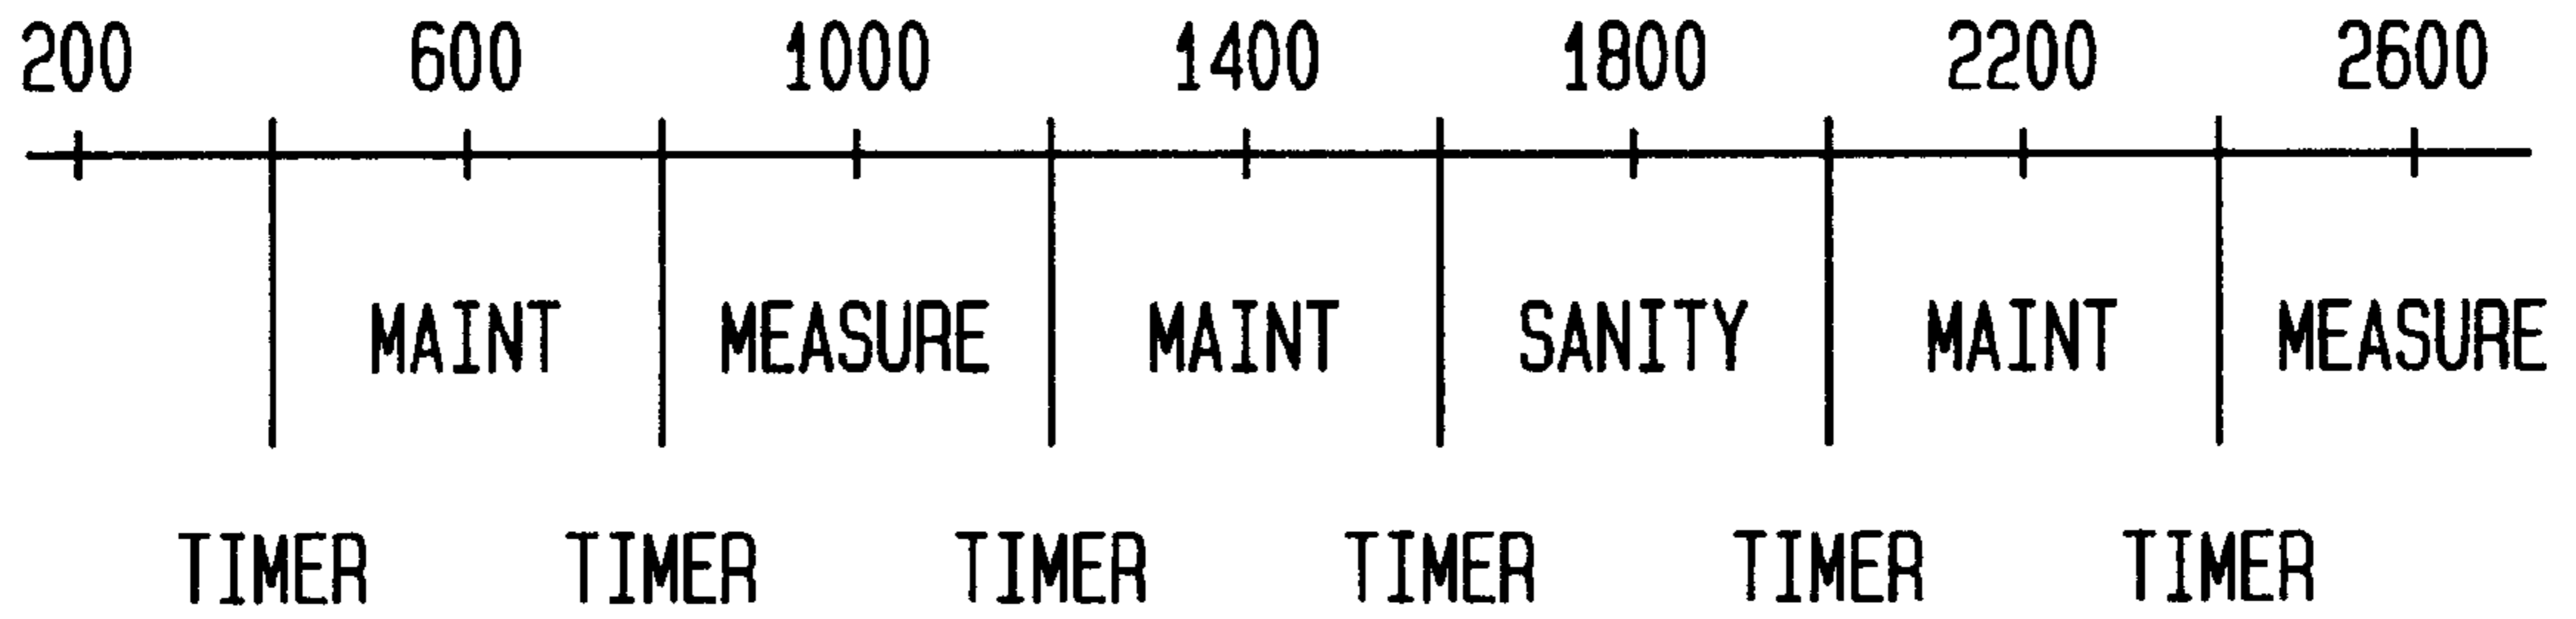 200 600 1000 1400 1800 2200 2600
MAINT MEASURE MAINT SANITY MAINT MEASURE
TIMER TIMER TIMER TIMER TIMER TIMER